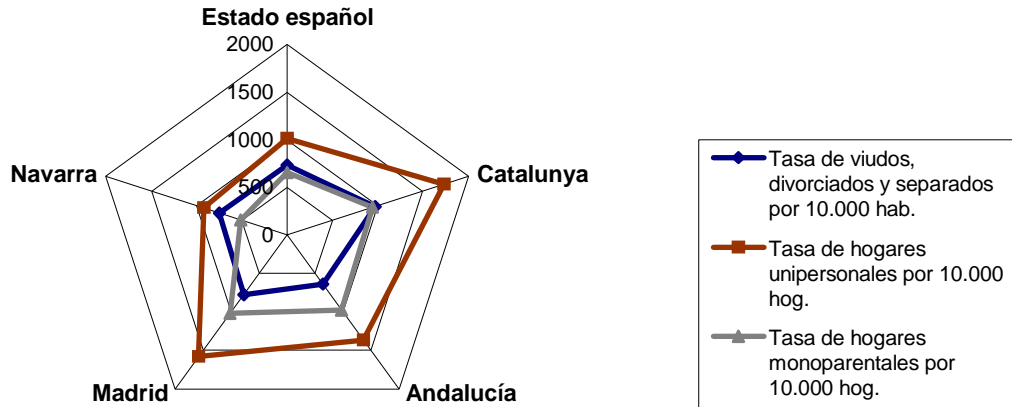 Estado español
2000
1500
1000
500
0
Navarra
Catalunya
Madrid
Andalucía
Tasa de viudos,
divorciados y separados
por 10.000 hab.
Tasa de hogares
unipersonales por 10.000
hog.
Tasa de hogares
monoparentales por
10.000 hog.